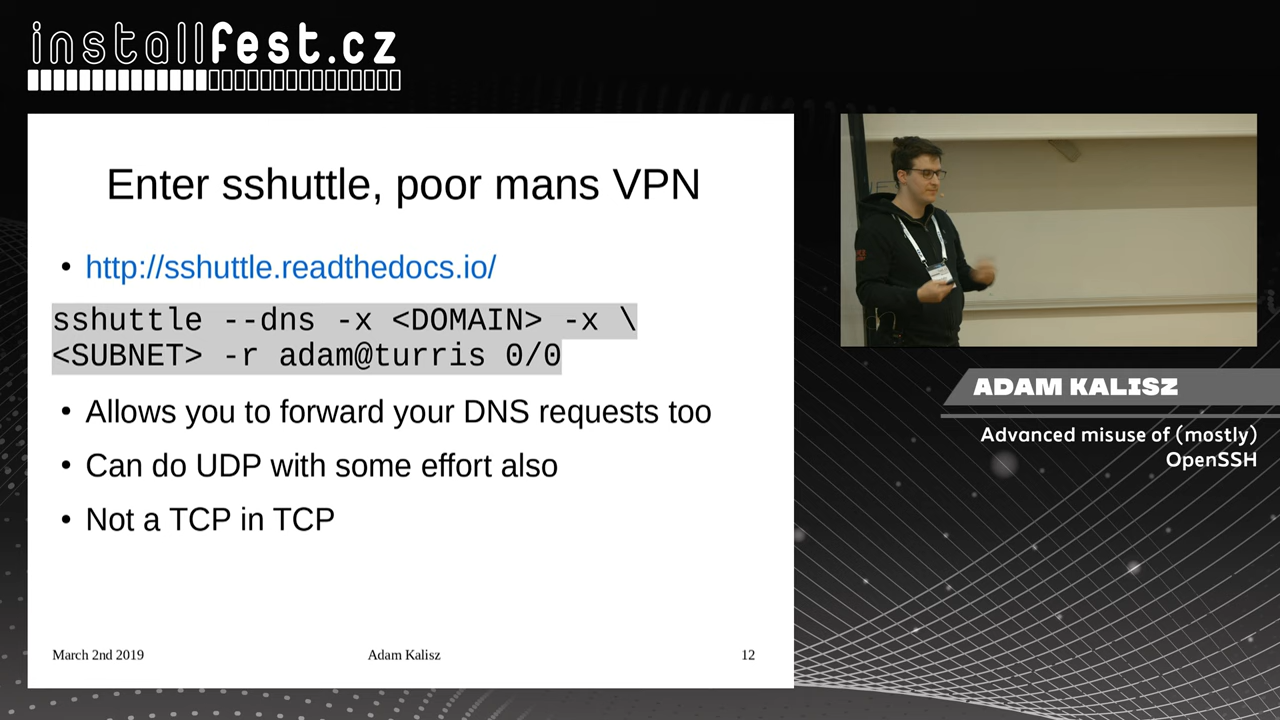 installfest.cz
Enter sshuttle, poor mans VPN
• http://sshuttle.readthedocs.io/
sshuttle --dns -x <DOMAIN> -x \
<SUBNET> -r adam@turris 0/0
• Allows you to forward your DNS requests too
• Can do UDP with some effort also
• Not a TCP in TCP
March 2nd 2019 Adam Kalisz 12
ADAM KALISZ
Advanced misuse of (mostly)
OpenSSH